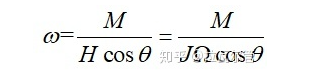 ω= M / (H cos θ) = M / (JΩ cos θ)
知乎